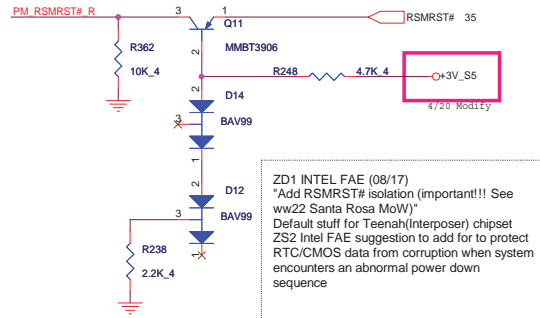 PM_RSMRST#_R
3
1
RSMRST# 35
Q11
R362
2
MMBT3906
10K_4
R248
4.7K_4
+3V_S5
2
D14
4/20 Modify
3
BAV99
1
2
D12
3
BAV99
R238
1
2.2K_4
ZD1 INTEL FAE (08/17)
"Add RSMRST# isolation (important!!! See
ww22 Santa Rosa MoW)"
Default stuff for Teenah(Interposer) chipset
ZS2 Intel FAE suggestion to add for to protect
RTC/CMOS data from corruption when system
encounters an abnormal power down
sequence